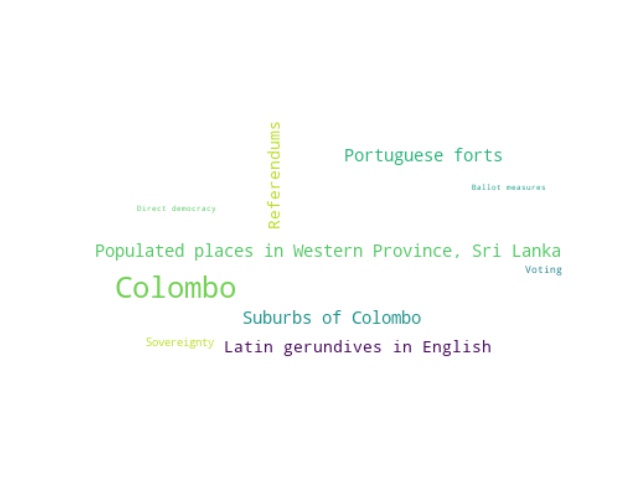 Referendums
Portuguese forts
Ballot measures
Direct democracy
Populated places in Western Province, Sri Lanka
Voting
Colombo
Suburbs of Colombo
Sovereignty
Latin gerundives in English